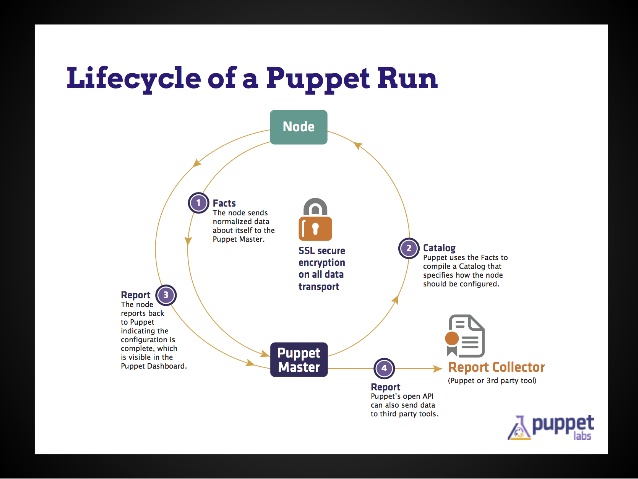 Lifecycle of a Puppet Run
Node
1
Facts
The node sends
normalized data
about itself to the
Puppet Master.
SSL secure
encryption
on all data
transport
2
Catalog
Puppet uses the Facts to
compile a Catalog that
specifies how the node
should be configured.
Report
3
The node
reports back
to Puppet
indicating the
configuration is
complete, which
is visible in the
Puppet Dashboard.
Puppet
Master
4
Report
Puppet's open API
can also send data
to third party tools.
Report Collector
(Puppet or 3rd party tool)
puppet
labs